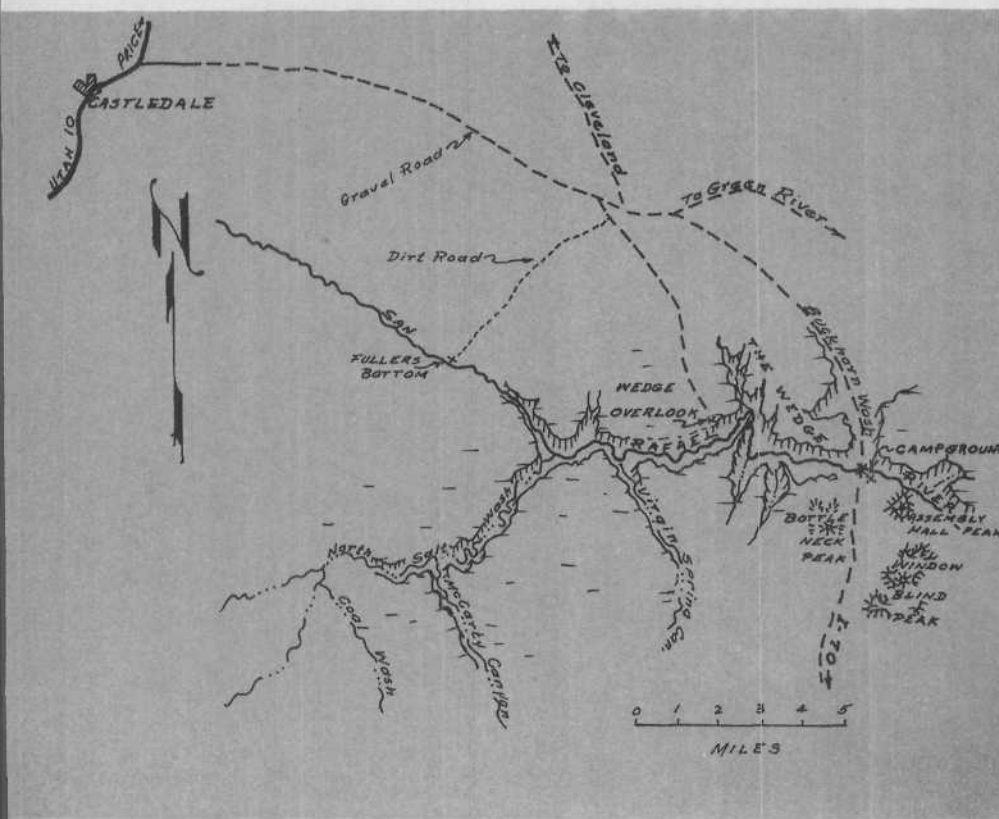 PRICE
CASTLEDALE
UTAH 10
N
To Cleveland
Gravel Road
To Green River
Dirt Road
SAN
FULLERS
BOTTOM
Buckhorn Wash
THE WEDGE
WEDGE
OVERLOOK
RAFAEL
CAMPGROUND
RIVER
ASSEMBLY
HALL PEAK
BOTTLE
NECK
PEAK
WINDOW
BLIND
PEAK
North Salt Wash
Virgin Spring Can.
McCarty Canyon
Coal Wash
I-70
0 1 2 3 4 5
MILES